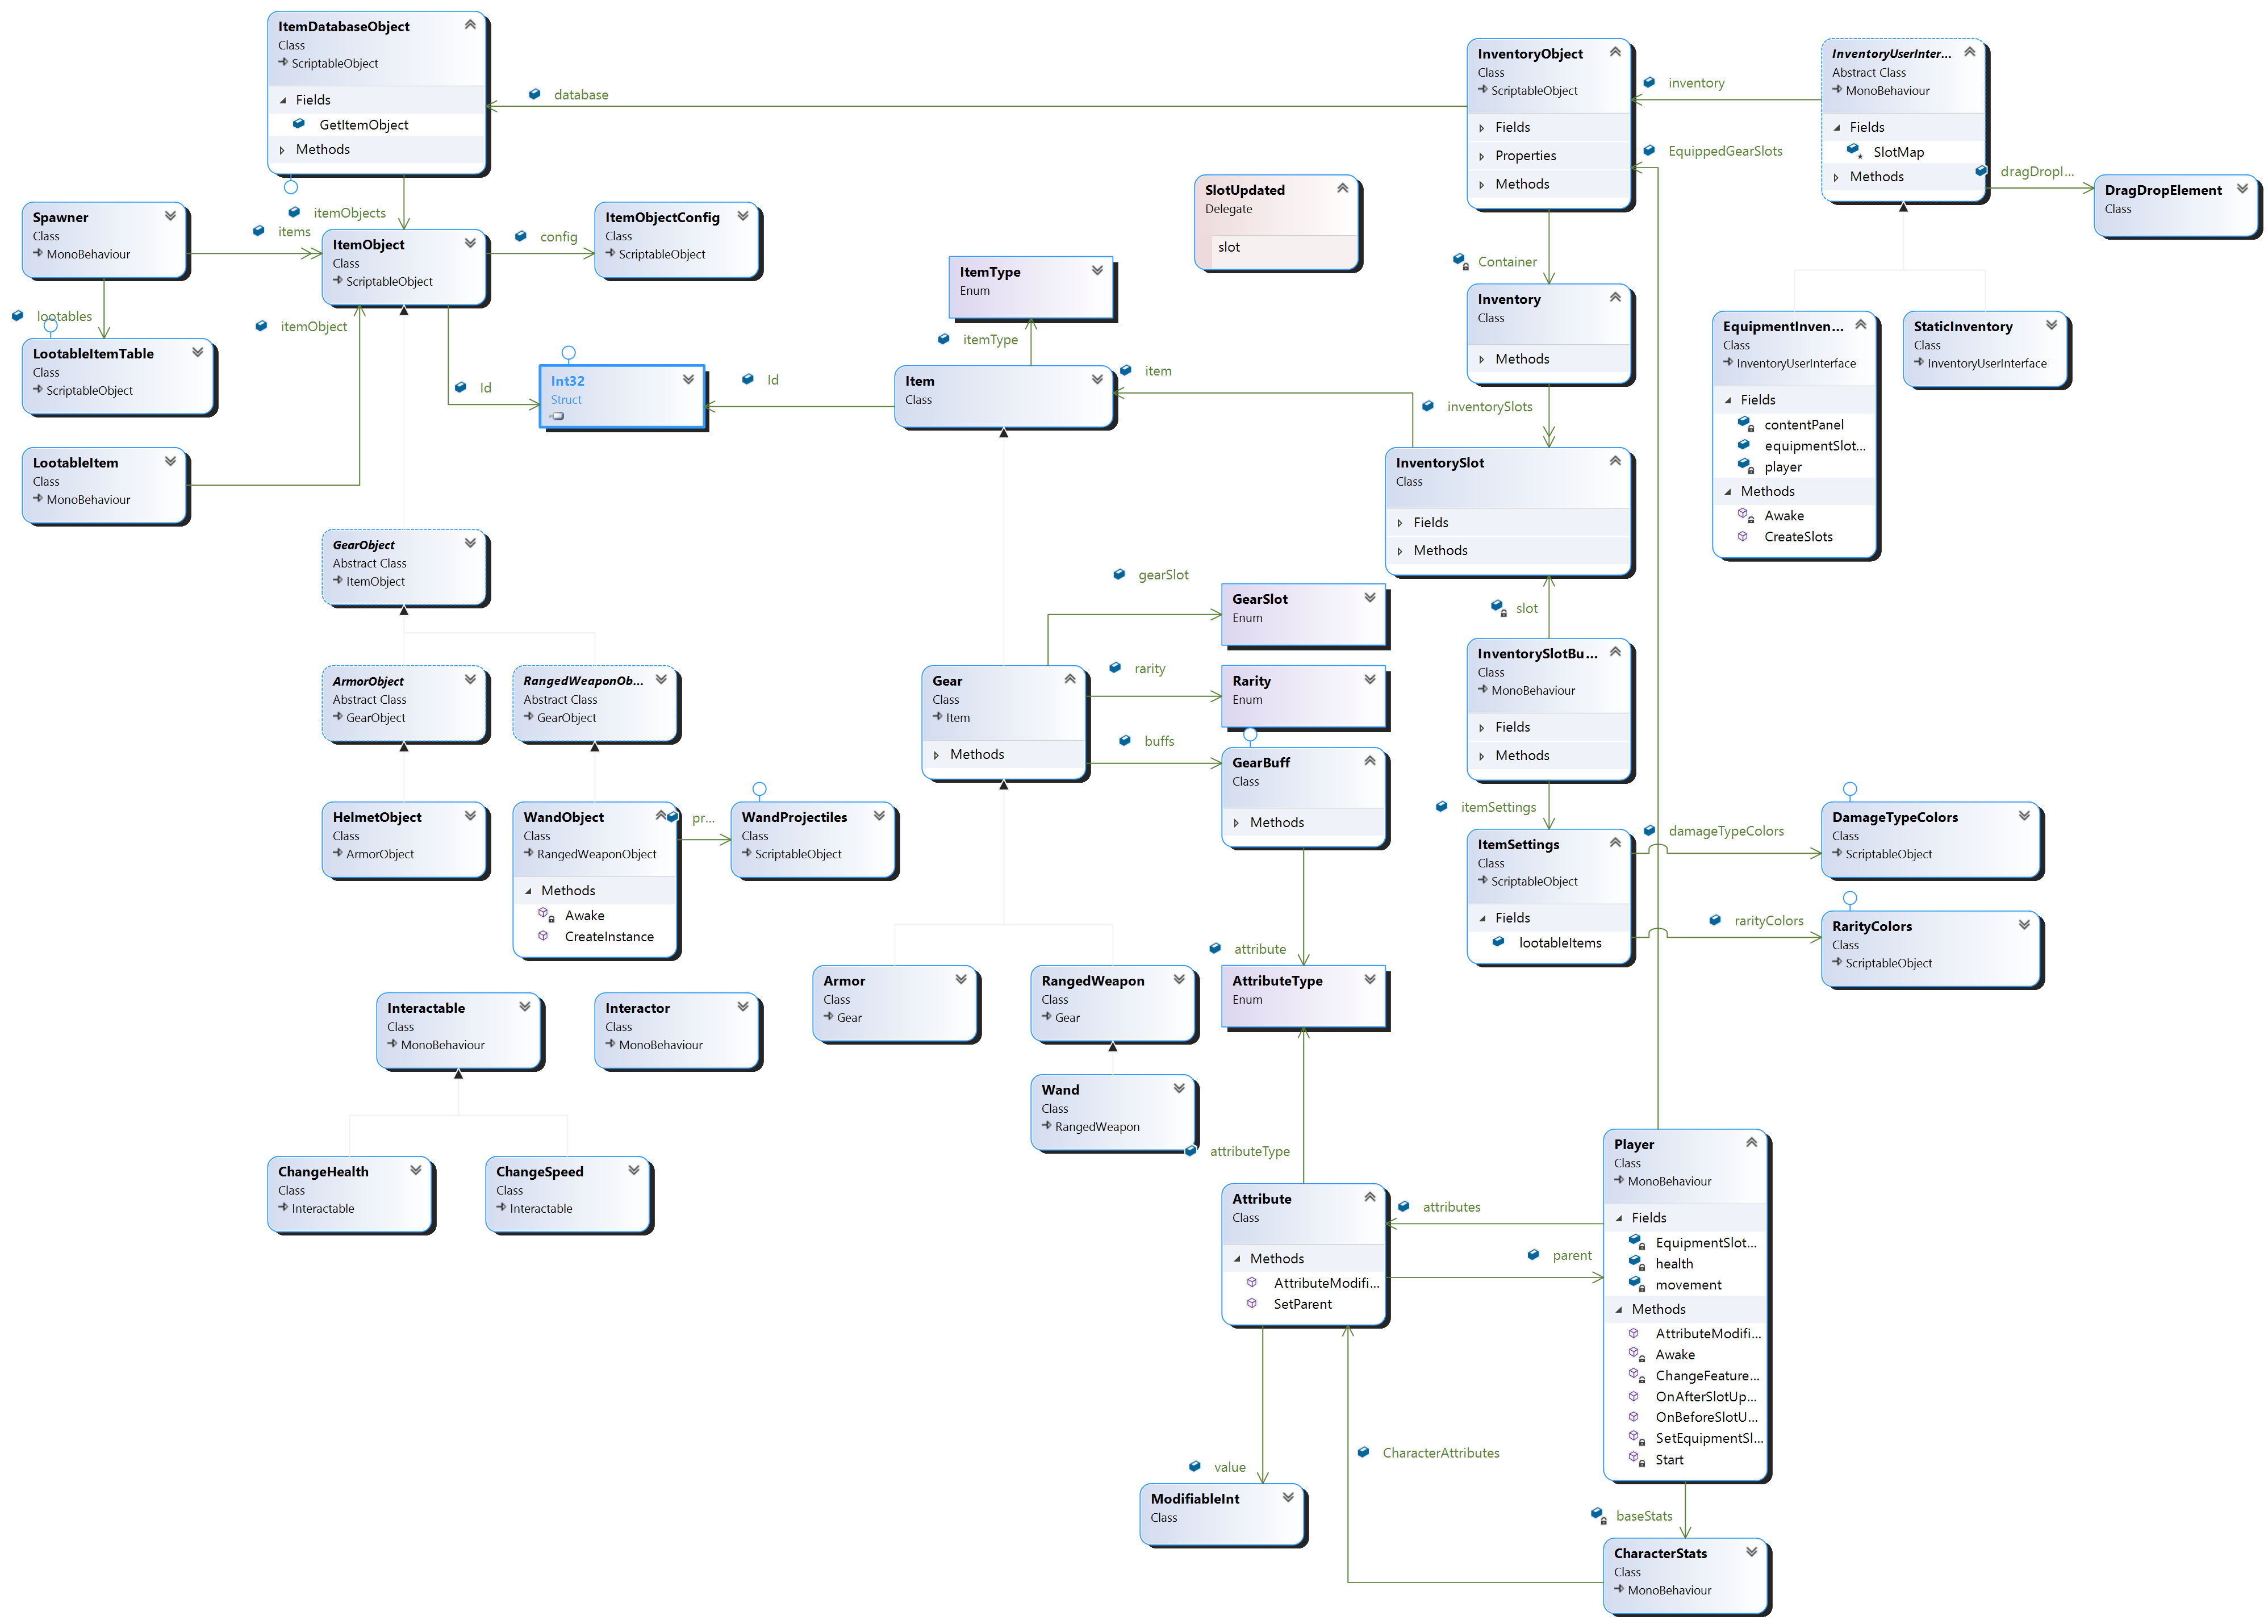 ItemDatabaseObject
Class
ScriptableObject
Fields
GetItemObject
Methods
database
InventoryObject
Class
ScriptableObject
Fields
Properties
Methods
inventory
EquippedGearSlots
InventoryUserInter...
Abstract Class
MonoBehaviour
Fields
SlotMap
Methods
dragDropI...
DragDropElement
Class
SlotUpdated
Delegate
slot
Spawner
Class
MonoBehaviour
itemObjects
items
ItemObject
Class
ScriptableObject
config
ItemObjectConfig
Class
ScriptableObject
lootables
itemObject
LootableItemTable
Class
ScriptableObject
LootableItem
Class
MonoBehaviour
Id
Int32
Struct
Id
ItemType
Enum
itemType
Item
Class
item
Container
Inventory
Class
Methods
inventorySlots
InventorySlot
Class
Fields
Methods
EquipmentInven...
Class
InventoryUserInterface
Fields
contentPanel
equipmentSlot...
player
Methods
Awake
CreateSlots
StaticInventory
Class
InventoryUserInterface
GearObject
Abstract Class
ItemObject
ArmorObject
Abstract Class
GearObject
RangedWeaponOb...
Abstract Class
GearObject
HelmetObject
Class
ArmorObject
WandObject
Class
RangedWeaponObject
Methods
Awake
CreateInstance
pr...
WandProjectiles
Class
ScriptableObject
Gear
Class
Item
Methods
gearSlot
rarity
buffs
GearSlot
Enum
Rarity
Enum
GearBuff
Class
Methods
slot
InventorySlotBu...
Class
MonoBehaviour
Fields
Methods
itemSettings
ItemSettings
Class
ScriptableObject
Fields
lootableItems
damageTypeColors
DamageTypeColors
Class
ScriptableObject
rarityColors
RarityColors
Class
ScriptableObject
Interactable
Class
MonoBehaviour
Interactor
Class
MonoBehaviour
ChangeHealth
Class
Interactable
ChangeSpeed
Class
Interactable
Armor
Class
Gear
RangedWeapon
Class
Gear
Wand
Class
RangedWeapon
attribute
AttributeType
Enum
attributeType
Attribute
Class
Methods
AttributeModifi...
SetParent
attributes
parent
Player
Class
MonoBehaviour
Fields
EquipmentSlot...
health
movement
Methods
AttributeModifi...
Awake
ChangeFeature...
OnAfterSlotUp...
OnBeforeSlotU...
SetEquipmentSl...
Start
value
CharacterAttributes
ModifiableInt
Class
baseStats
CharacterStats
Class
MonoBehaviour